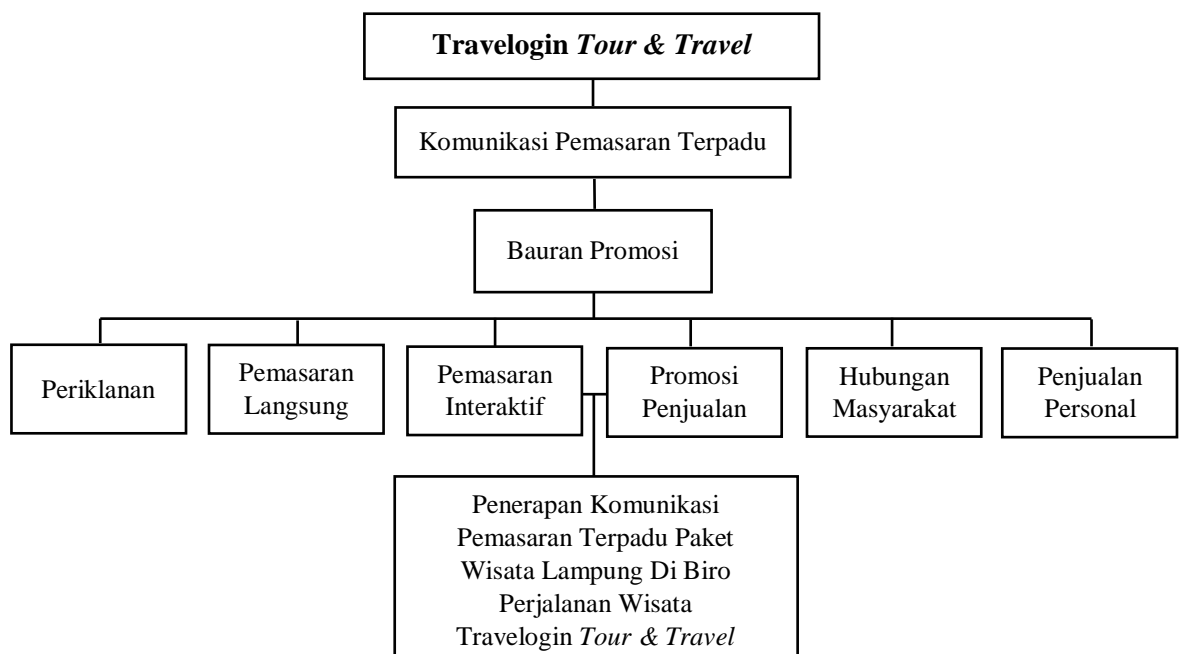 Travelogin Tour & Travel
Komunikasi Pemasaran Terpadu
Bauran Promosi
Periklanan
Pemasaran
Langsung
Pemasaran
Interaktif
Promosi
Penjualan
Hubungan
Masyarakat
Penjualan
Personal
Penerapan Komunikasi
Pemasaran Terpadu Paket
Wisata Lampung Di Biro
Perjalanan Wisata
Travelogin Tour & Travel